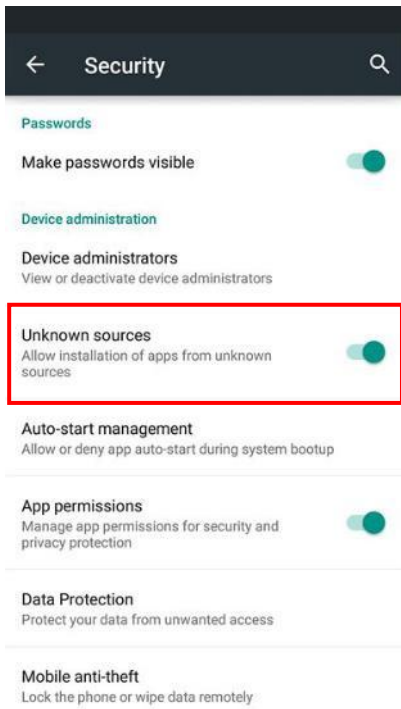 Security
Passwords
Make passwords visible
Device administration
Device administrators
View or deactivate device administrators
Unknown sources
Allow installation of apps from unknown
sources
Auto-start management
Allow or deny app auto-start during system bootup
App permissions
Manage app permissions for security and
privacy protection
Data Protection
Protect your data from unwanted access
Mobile anti-theft
Lock the phone or wipe data remotely